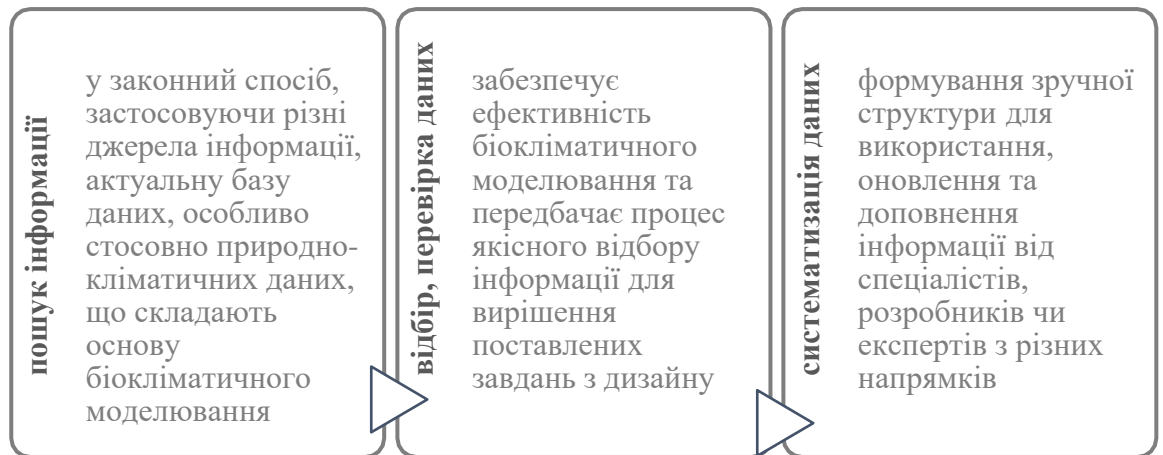 пошук інформації
у законний спосіб,
застосовуючи різні
джерела інформації,
актуальну базу
даних, особливо
стосовно природно-
кліматичних даних,
що складають
основу
біокліматичного
моделювання
відбір, перевірка даних
забезпечує
ефективність
біокліматичного
моделювання та
передбачає процес
якісного відбору
інформації для
вирішення
поставлених
завдань з дизайну
систематизація даних
формування зручної
структури для
використання,
оновлення та
доповнення
інформації від
спеціалістів,
розробників чи
експертів з різних
напрямків